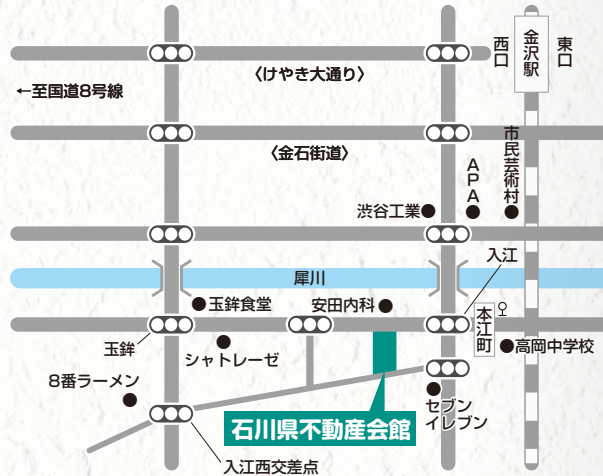 西口
金沢駅
東口
〈けやき大通り〉
←至国道8号線
〈金石街道〉
市民芸術村
APA
渋谷工業
入江
犀川
玉鉾食堂
安田内科
本江町
玉鉾
シャトレーゼ
高岡中学校
8番ラーメン
セブン
イレブン
石川県不動産会館
入江西交差点